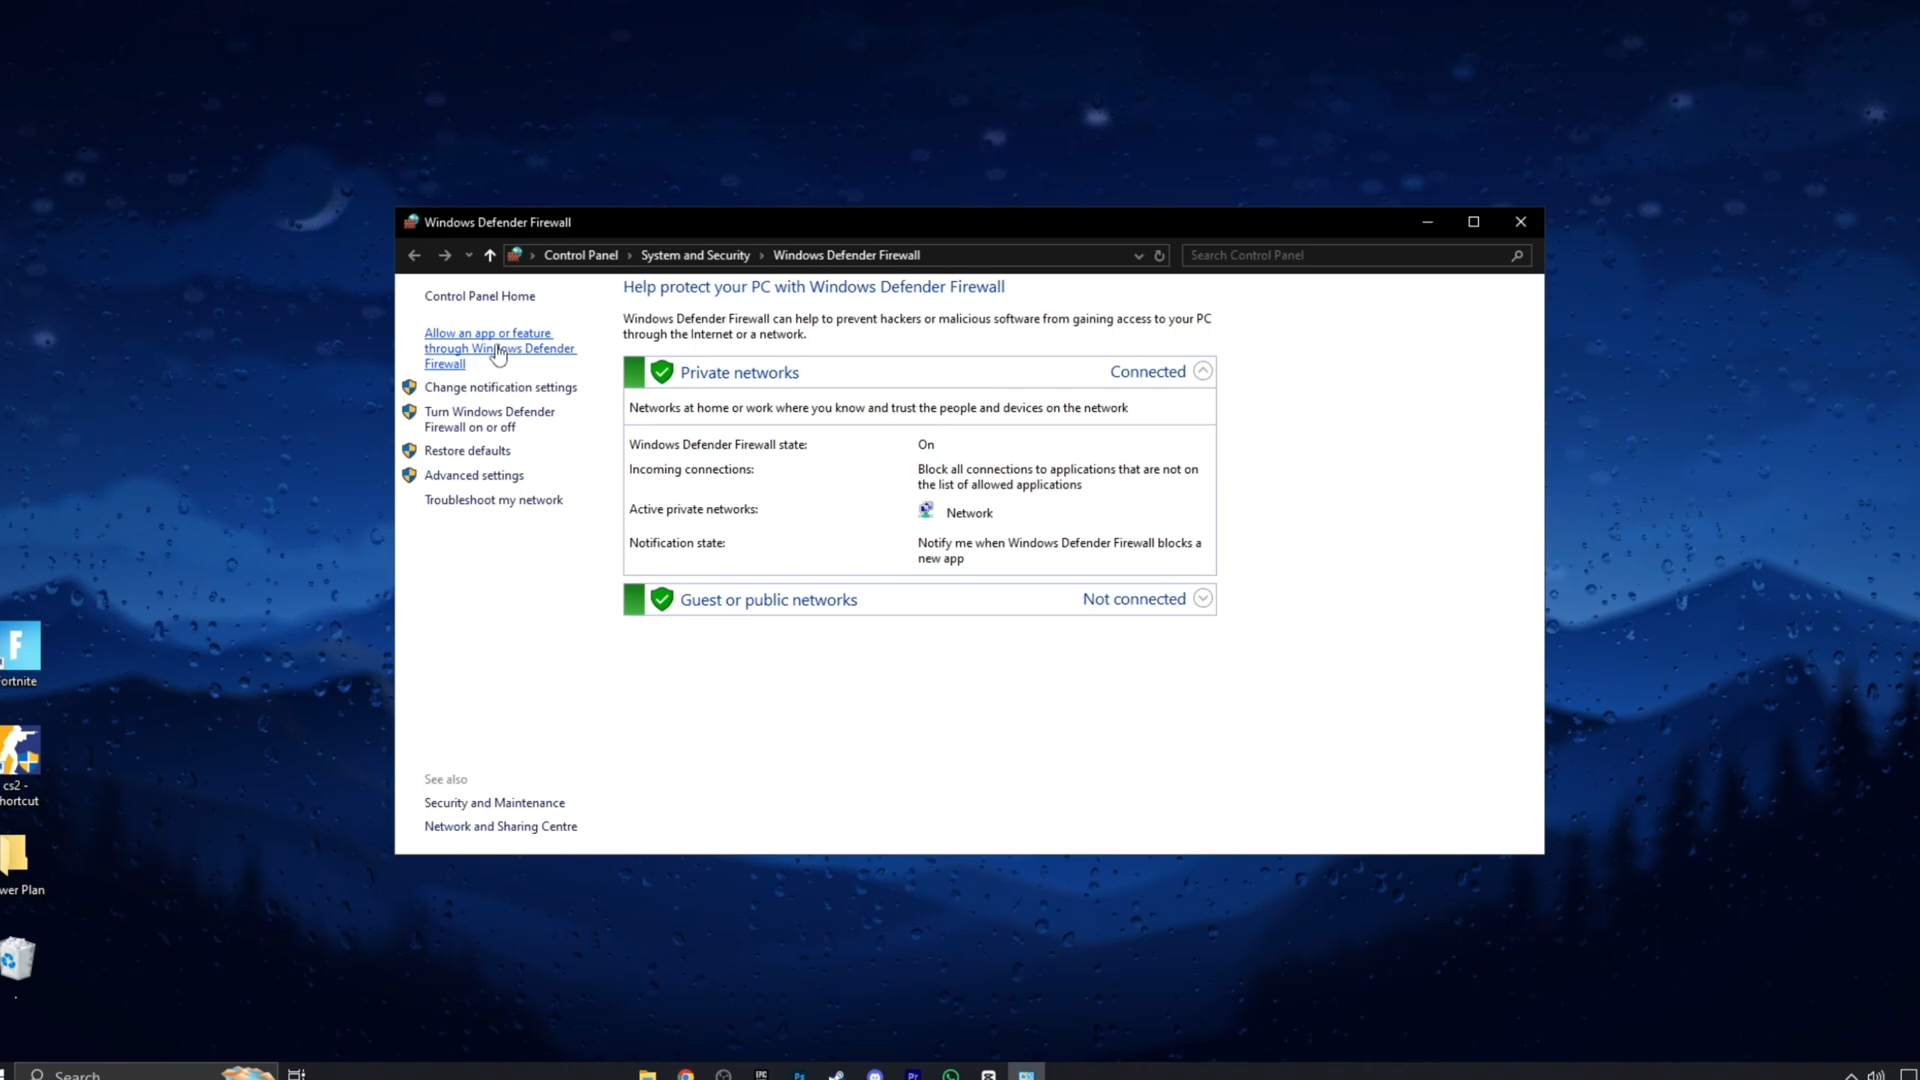 Windows Defender Firewall
Control Panel
System and Security
Windows Defender Firewall
Search Control Panel
Control Panel Home
Allow an app or feature
through Windows Defender
Firewall
Change notification settings
Turn Windows Defender
Firewall on or off
Restore defaults
Advanced settings
Troubleshoot my network
See also
Security and Maintenance
Network and Sharing Centre
Help protect your PC with Windows Defender Firewall
Windows Defender Firewall can help to prevent hackers or malicious software from gaining access to your PC
through the Internet or a network.
Private networks
Connected
Networks at home or work where you know and trust the people and devices on the network
Windows Defender Firewall state:
On
Incoming connections:
Block all connections to applications that are not on
the list of allowed applications
Active private networks:
Network
Notification state:
Notify me when Windows Defender Firewall blocks a
new app
Guest or public networks
Not connected
F
ortnite
cs2 -
hortcut
wer Plan
.
Search
EPIC
Ps
Pr